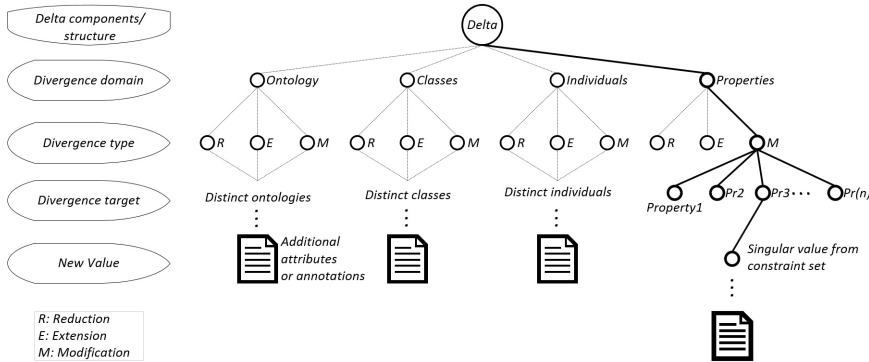 Delta components/
structure
Delta
Divergence domain
Ontology
Classes
Individuals
Properties
Divergence type
R
E
M
R
E
M
R
E
M
R
E
M
Divergence target
Distinct ontologies
Distinct classes
Distinct individuals
Property1
Pr2
Pr3
Pr(n)
New Value
Additional
attributes
or annotations
Singular value from
constraint set
R: Reduction
E: Extension
M: Modification